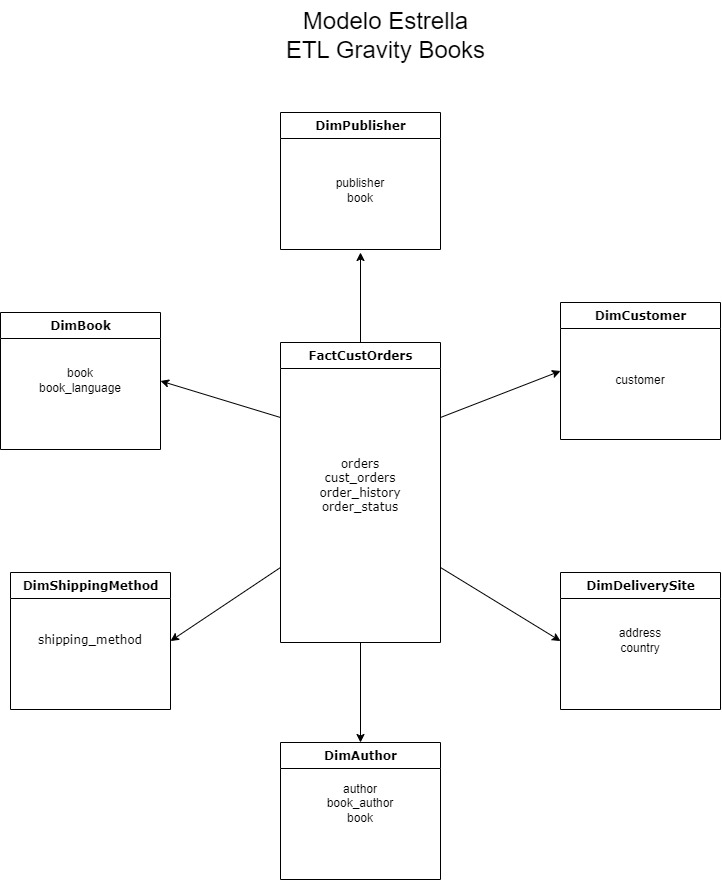 Modelo Estrella
ETL Gravity Books
DimPublisher
publisher
book
DimBook
book
book_language
FactCustOrders
orders
cust_orders
order_history
order_status
DimCustomer
customer
DimShippingMethod
shipping_method
DimDeliverySite
address
country
DimAuthor
author
book_author
book